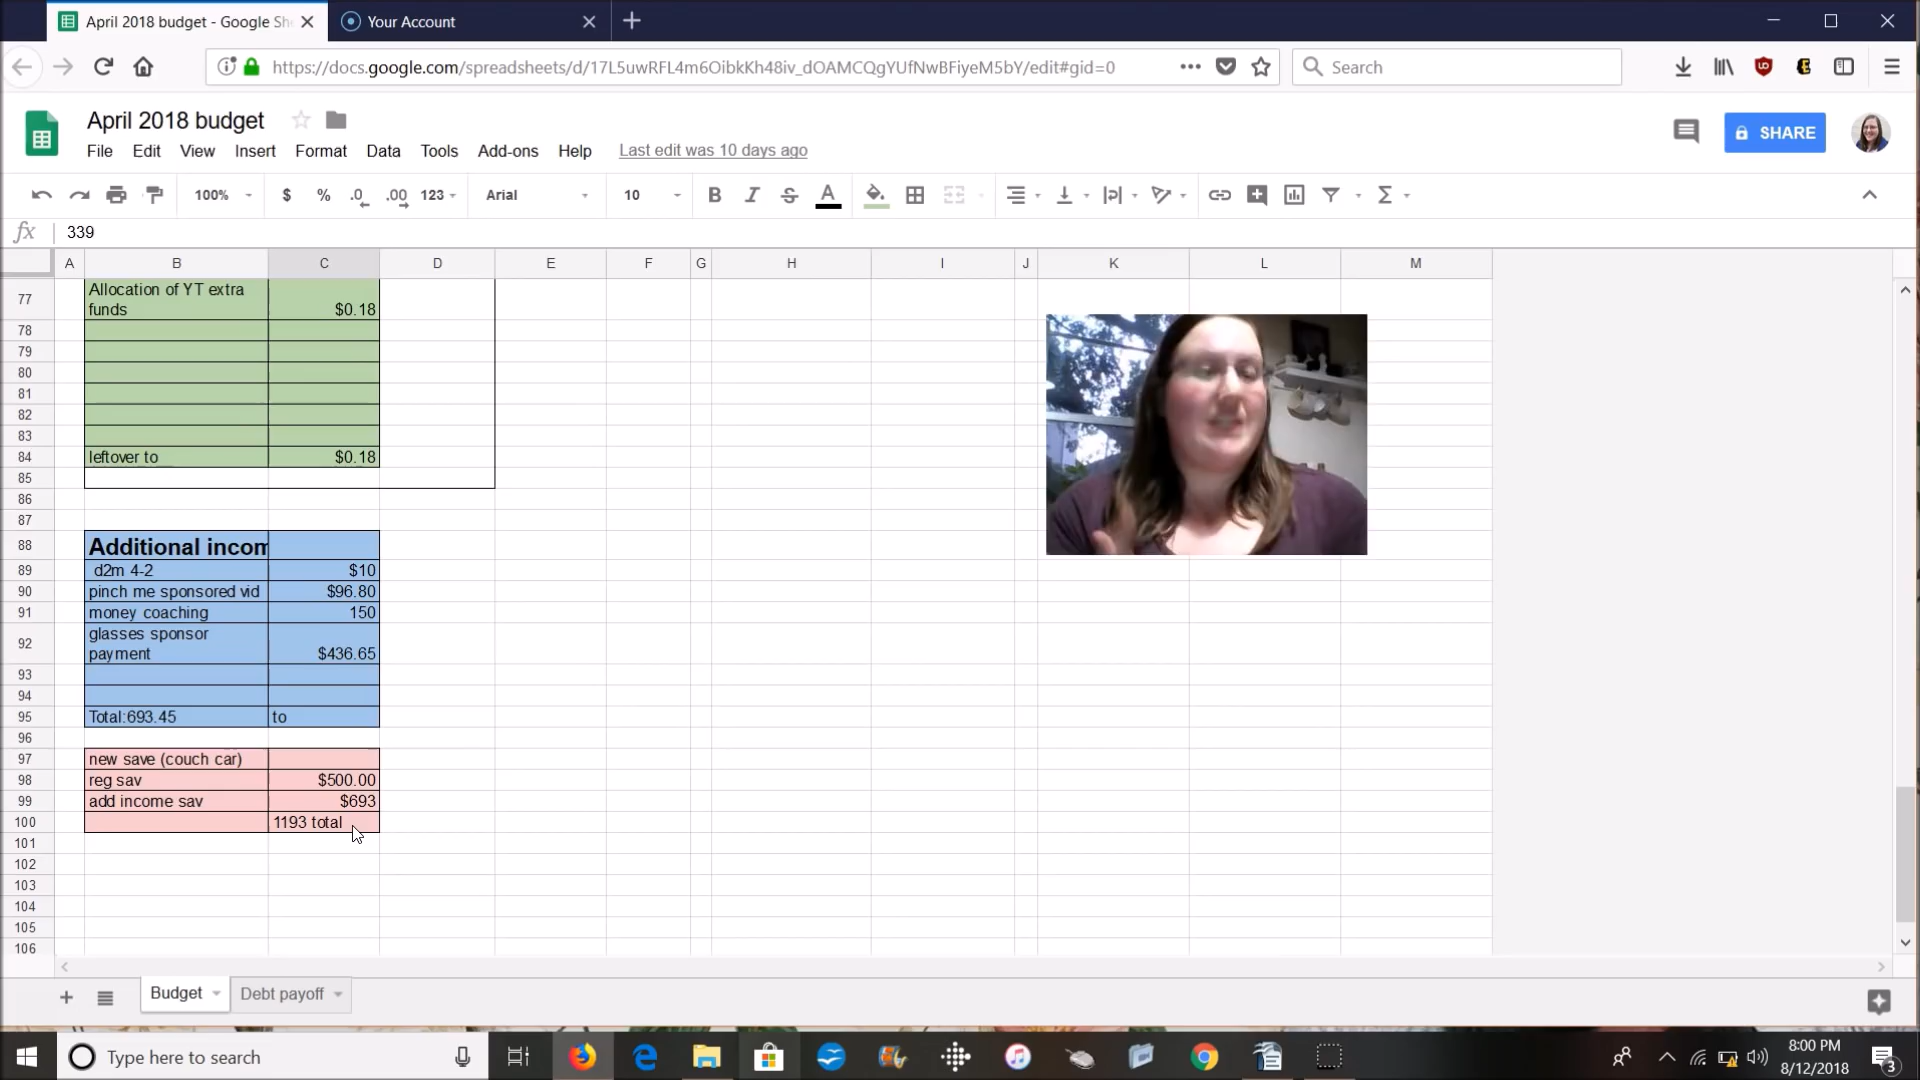 April 2018 budget - Google She
Your Account
https://docs.google.com/spreadsheets/d/17L5uwRFL4m6OibkKh48iv_dOAMCQgYUfNwBFiyeM5bY/edit#gid=0
Search
April 2018 budget
SHARE
File Edit View Insert Format Data Tools Add-ons Help Last edit was 10 days ago
100% $ % .0 .00 123 Arial 10 B I S A
fx 339
A B C D E F G H I J K L M
77 Allocation of YT extra funds $0.18
78
79
80
81
82
83
84 leftover to $0.18
85
86
87
88 Additional incom
89 d2m 4-2 $10
90 pinch me sponsored vid $96.80
91 money coaching 150
92 glasses sponsor payment $436.65
93
94
95 Total:693.45 to
96
97 new save (couch car)
98 reg sav $500.00
99 add income sav $693
100 1193 total
101
102
103
104
105
106
Budget Debt payoff
Type here to search
8:00 PM
8/12/2018
3